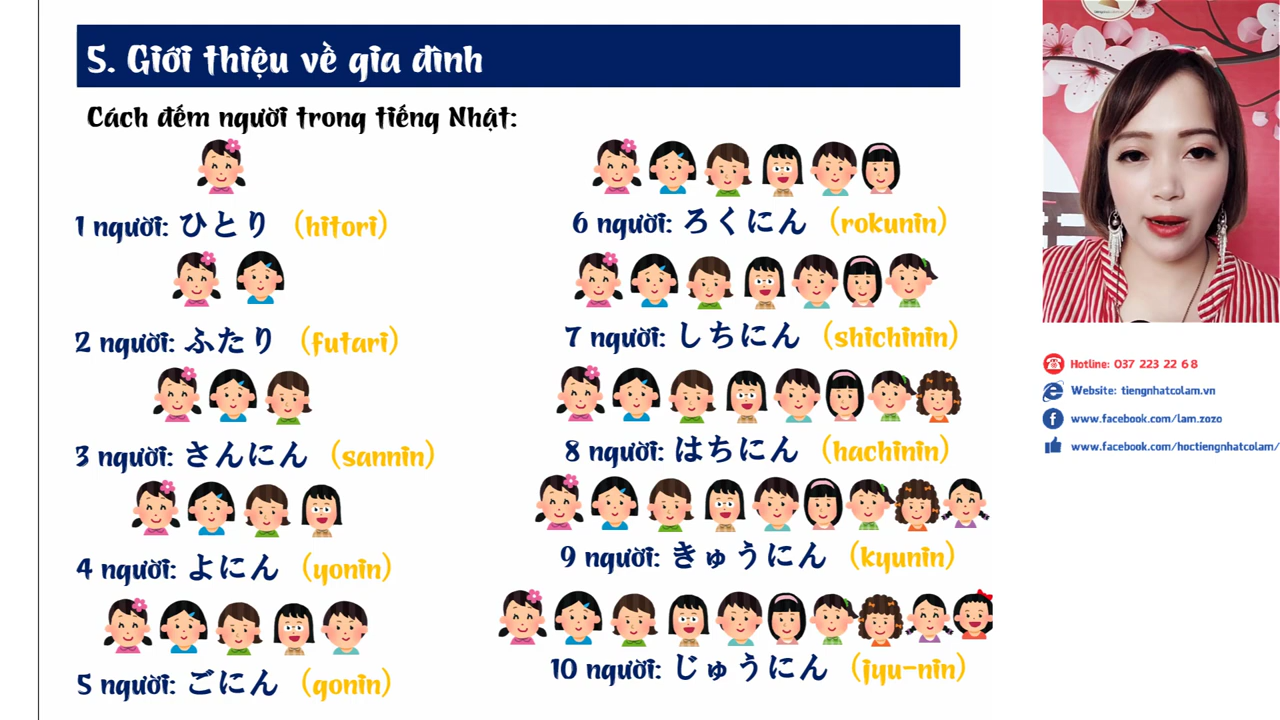 5. Giới thiệu về gia đình
Cách đếm người trong tiếng Nhật:
1 người: ひとり (hitori)
2 người: ふたり (futari)
3 người: さんにん (sannin)
4 người: よにん (yonin)
5 người: ごにん (gonin)
6 người: ろくにん (rokunin)
7 người: しちにん (shichinin)
8 người: はちにん (hachinin)
9 người: きゅうにん (kyunin)
10 người: じゅうにん (jyu-nin)
Hotline: 037 223 22 68
Website: tiengnhatcolam.vn
www.facebook.com/lam.zozo
www.facebook.com/hoctiengnhatcolam/